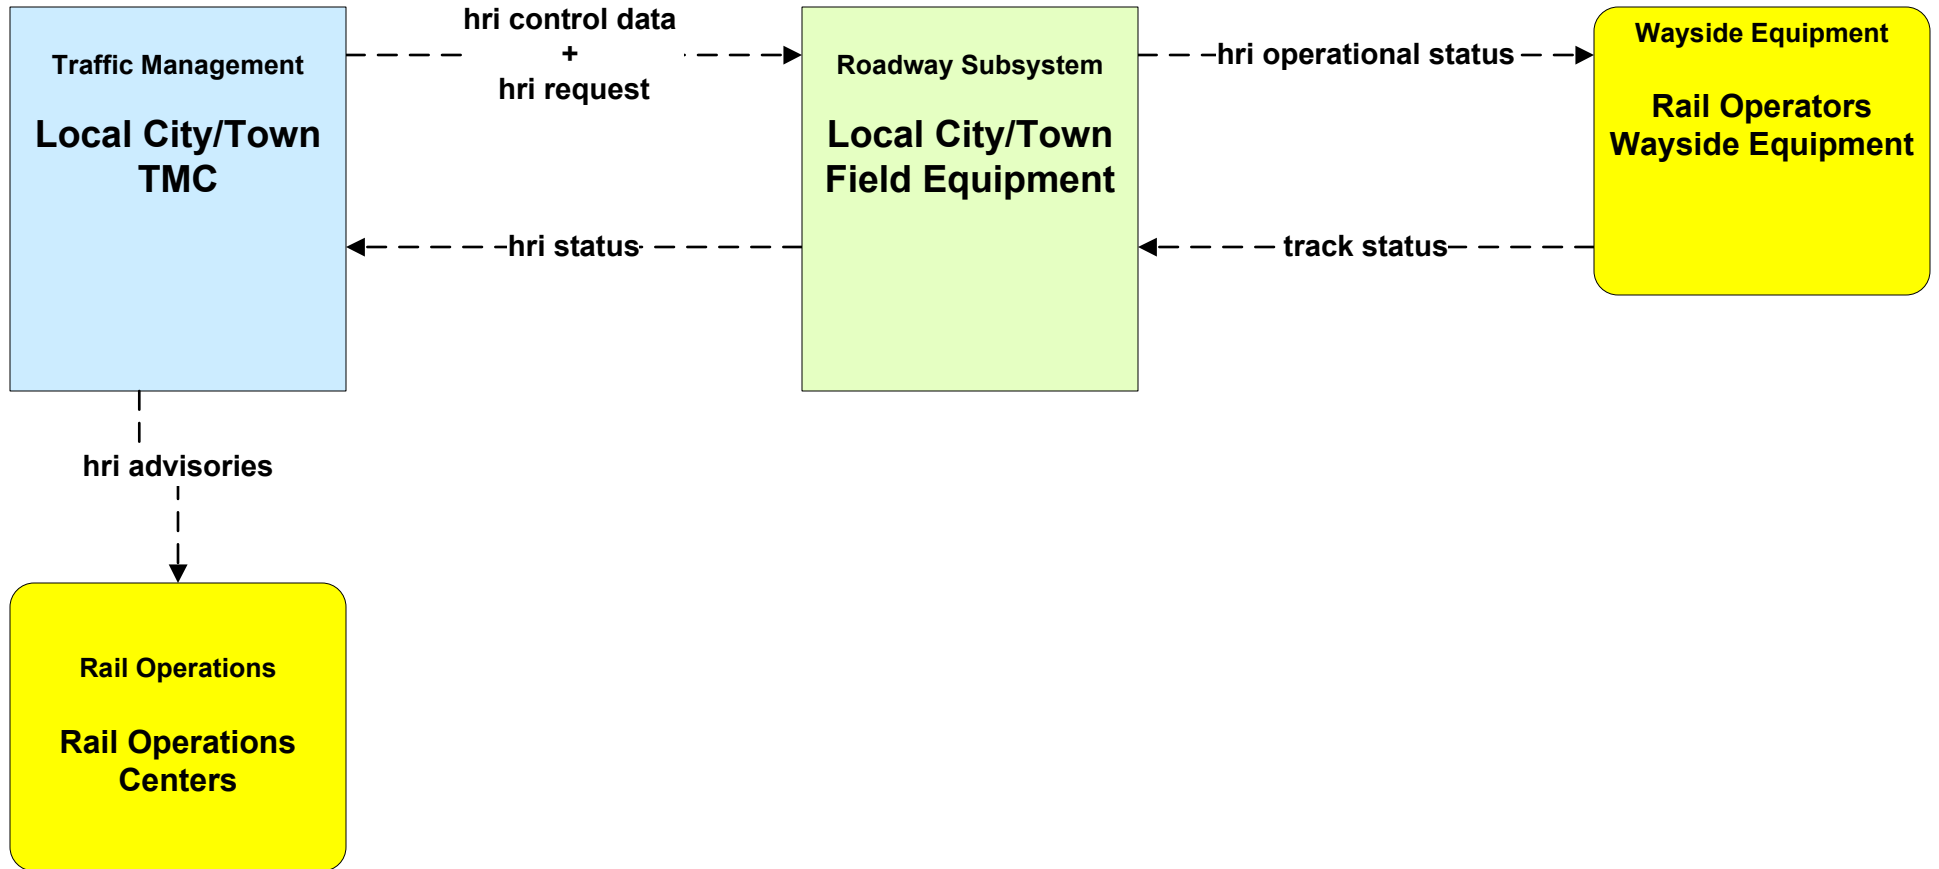 Traffic Management
Local City/Town
TMC
hri control data
+
hri request
Roadway Subsystem
Local City/Town
Field Equipment
hri operational status
Wayside Equipment
Rail Operators
Wayside Equipment
hri status
track status
hri advisories
Rail Operations
Rail Operations
Centers